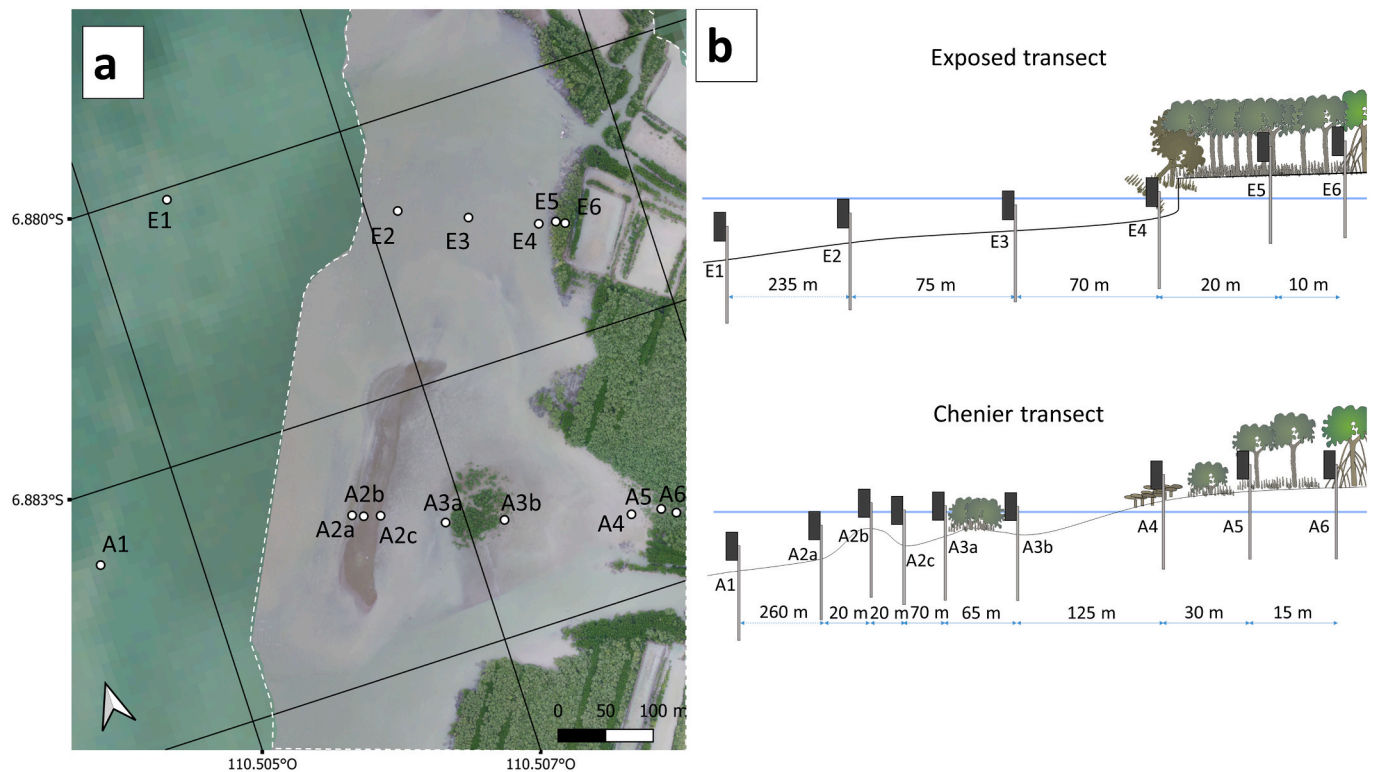 a
E1
E2
E3
E4
E5
E6
6.880°S
6.883°S
A1
A2a
A2b
A2c
A3a
A3b
A4
A5
A6
0 50 100 m
110.505°O
110.507°O
b
Exposed transect
E1
E2
E3
E4
E5
E6
235 m
75 m
70 m
20 m
10 m
Chenier transect
A1
A2a
A2b
A2c
A3a
A3b
A4
A5
A6
260 m
20 m
20 m
70 m
65 m
125 m
30 m
15 m